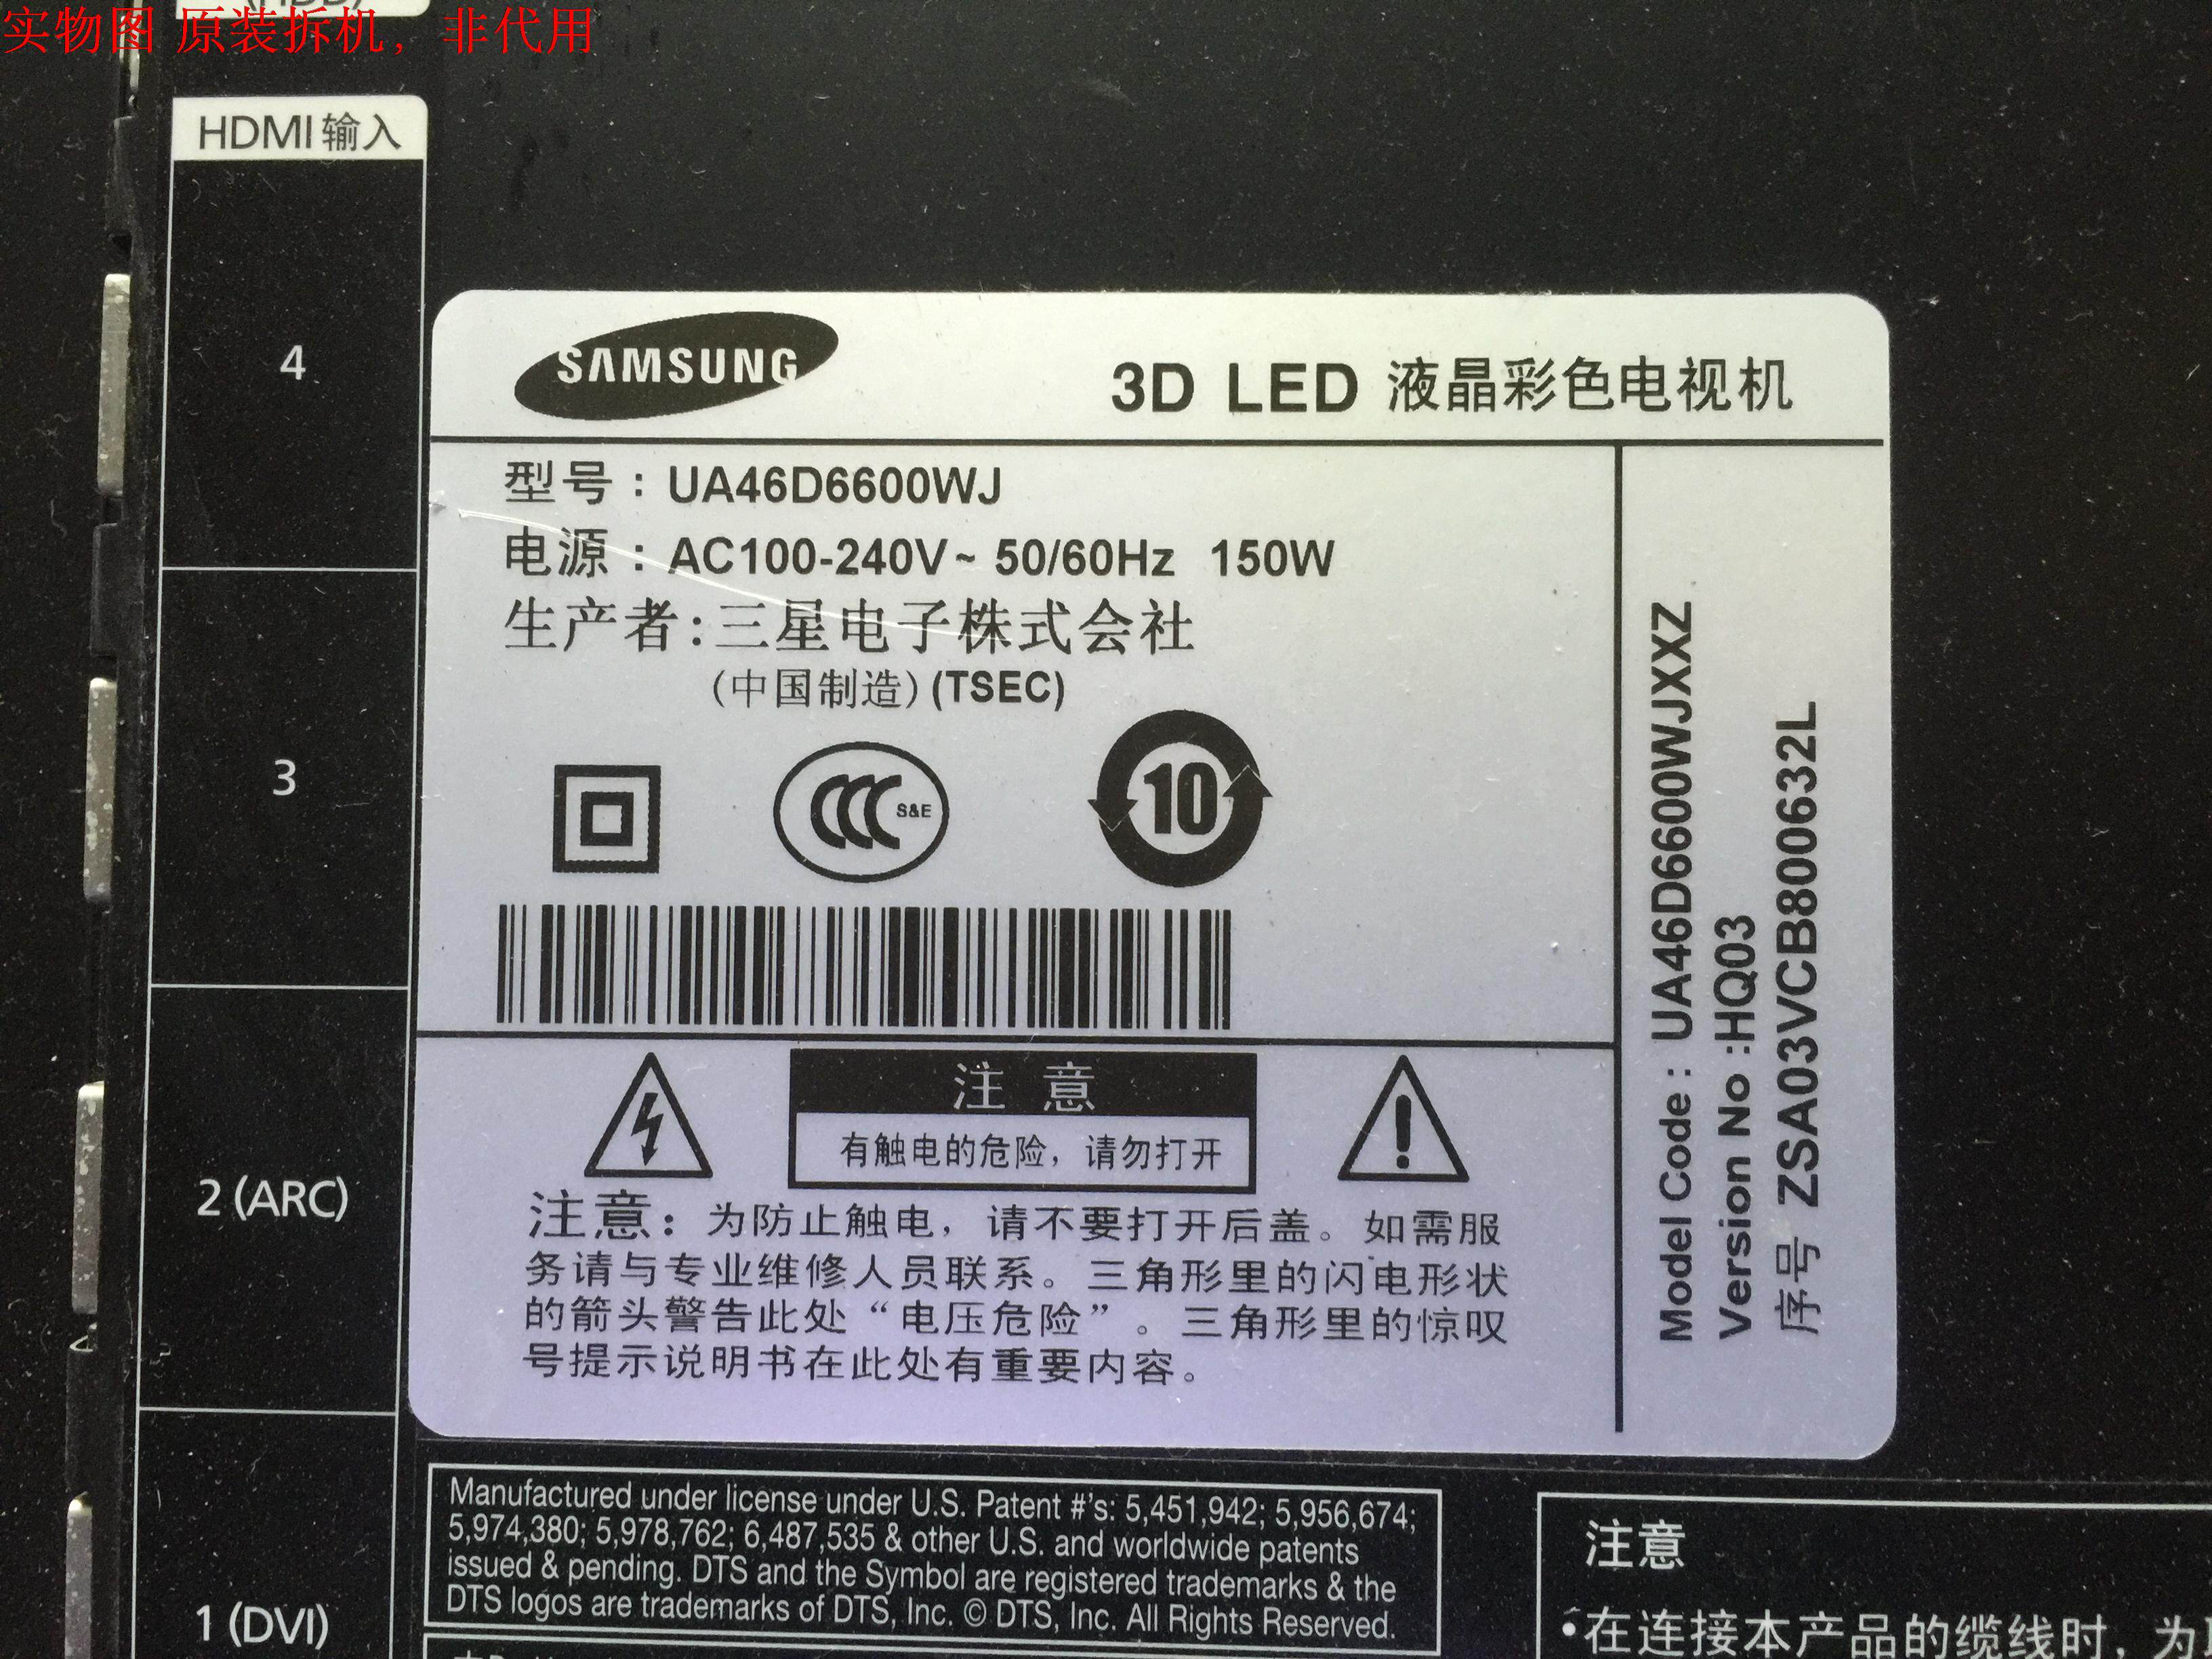 实物图 原装拆机，非代用
HDMI 输入
4
3
2 (ARC)
1 (DVI)
SAMSUNG
3D LED 液晶彩色电视机
型号：UA46D6600WJ
电源：AC100-240V~ 50/60Hz 150W
生产者：三星电子株式会社
(中国制造) (TSEC)
CCC S&E
10
注 意
有触电的危险，请勿打开
注意：为防止触电，请不要打开后盖。如需服
务请与专业维修人员联系。三角形里的闪电形状
的箭头警告此处“电压危险”。三角形里的惊叹
号提示说明书在此处有重要内容。
Model Code : UA46D6600WJXXZ
Version No :HQ03
序号 ZSA03VCB800632L
Manufactured under license under U.S. Patent #'s: 5,451,942; 5,956,674;
5,974,380; 5,978,762; 6,487,535 & other U.S. and worldwide patents
issued & pending. DTS and the Symbol are registered trademarks & the
DTS logos are trademarks of DTS, Inc. © DTS, Inc. All Rights Reserved.
注意
•在连接本产品的缆线时，为